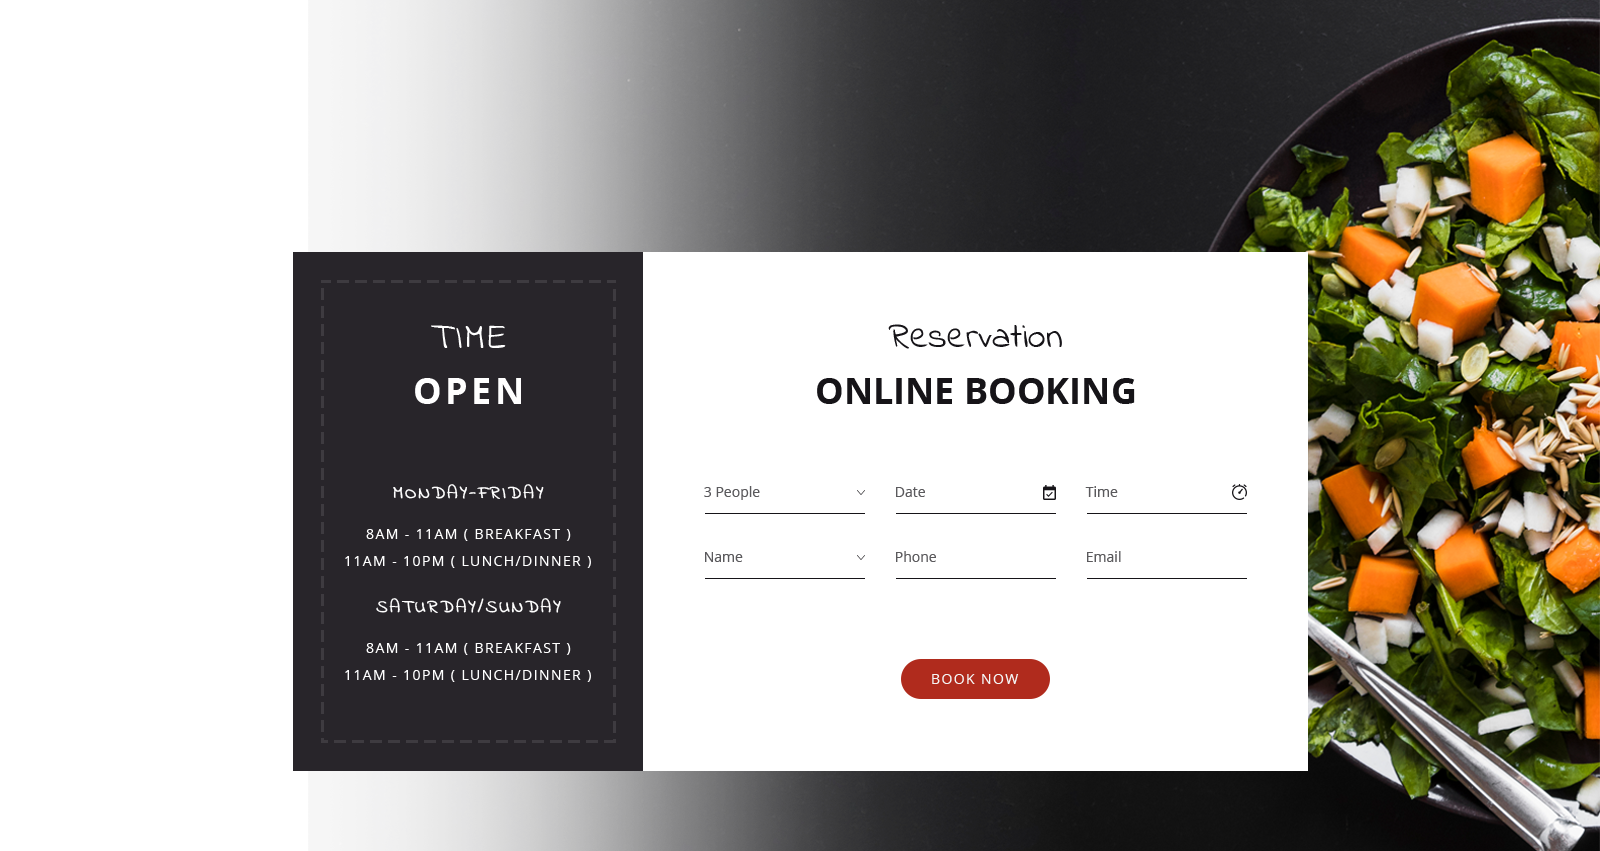 TIME
OPEN
MONDAY-FRIDAY
8AM - 11AM ( BREAKFAST )
11AM - 10PM ( LUNCH/DINNER )
SATURDAY/SUNDAY
8AM - 11AM ( BREAKFAST )
11AM - 10PM ( LUNCH/DINNER )
Reservation
ONLINE BOOKING
3 People
Date
Time
Name
Phone
Email
BOOK NOW